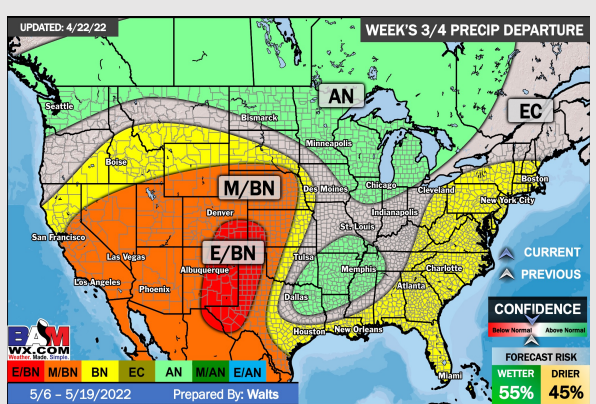 UPDATED: 4/22/22
WEEK'S 3/4 PRECIP DEPARTURE
AN
EC
Seattle
Bismarck
Minneapolis
Boise
M/BN
Des Moines
Chicago
Cleveland
Boston
New York City
Denver
Indianapolis
San Francisco
St. Louis
E/BN
Las Vegas
Tulsa
CURRENT
Albuquerque
Memphis
Charlotte
PREVIOUS
Los Angeles
Phoenix
Dallas
Atlanta
CONFIDENCE
Houston
New Orleans
Below Normal
Above Normal
BAM
WX.COM
Weather. Made. Simple.
FORECAST RISK
E/BN M/BN BN EC AN M/AN E/AN
Miami
WETTER
DRIER
5/6 – 5/19/2022
Prepared By: Walts
55%
45%